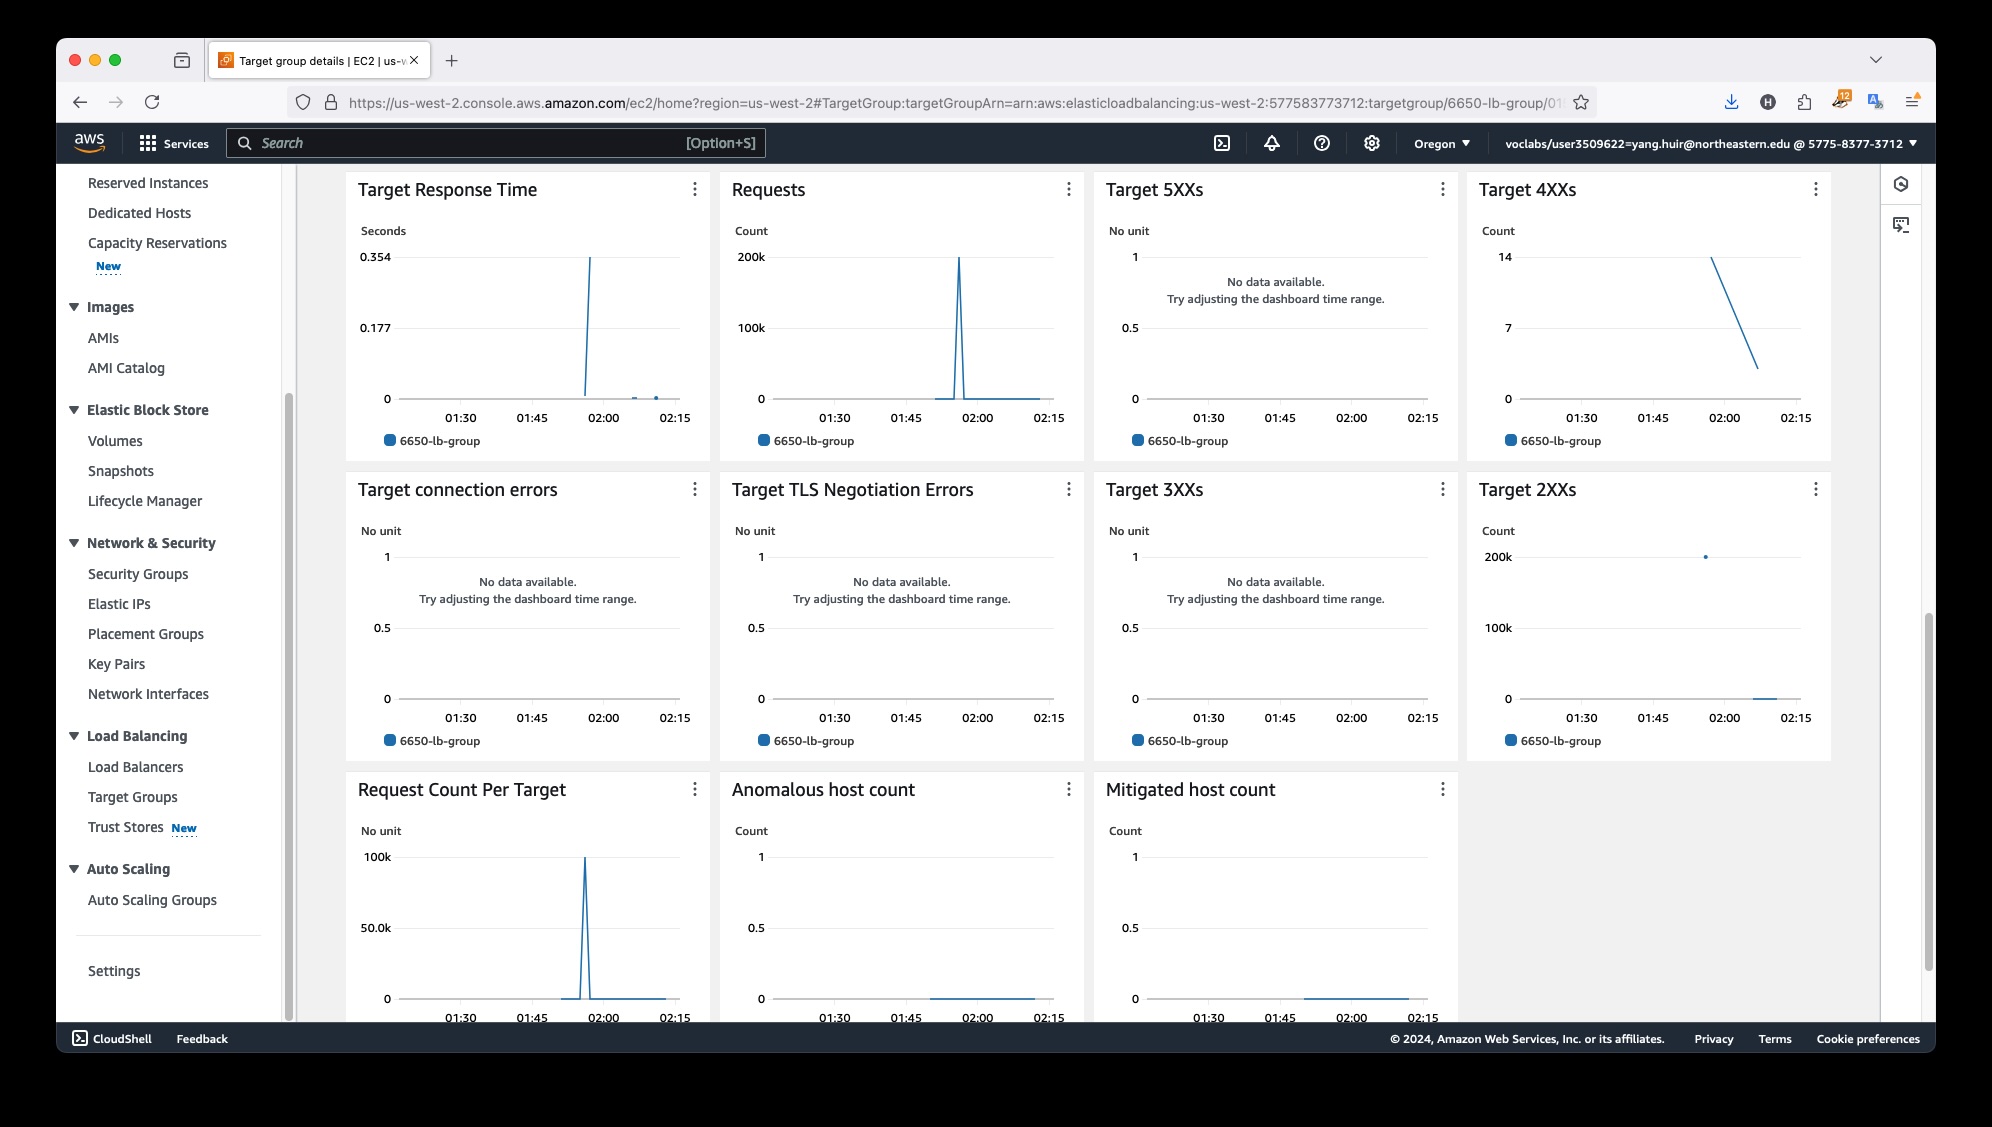 Target group details | EC2 | us-w
https://us-west-2.console.aws.amazon.com/ec2/home?region=us-west-2#TargetGroup:targetGroupArn=arn:aws:elasticloadbalancing:us-west-2:577583773712:targetgroup/6650-lb-group/01
H
12
aws
Services
Search
[Option+S]
Oregon
voclabs/user3509622=yang.huir@northeastern.edu @ 5775-8377-3712
Reserved Instances
Dedicated Hosts
Capacity Reservations
New
Images
AMIs
AMI Catalog
Elastic Block Store
Volumes
Snapshots
Lifecycle Manager
Network & Security
Security Groups
Elastic IPs
Placement Groups
Key Pairs
Network Interfaces
Load Balancing
Load Balancers
Target Groups
Trust Stores New
Auto Scaling
Auto Scaling Groups
Settings
Target Response Time
Seconds
0.354
0.177
0
01:30 01:45 02:00 02:15
6650-lb-group
Requests
Count
200k
100k
0
01:30 01:45 02:00 02:15
6650-lb-group
Target 5XXs
No unit
1
No data available.
Try adjusting the dashboard time range.
0.5
0
01:30 01:45 02:00 02:15
6650-lb-group
Target 4XXs
Count
14
7
0
01:30 01:45 02:00 02:15
6650-lb-group
Target connection errors
No unit
1
No data available.
Try adjusting the dashboard time range.
0.5
0
01:30 01:45 02:00 02:15
6650-lb-group
Target TLS Negotiation Errors
No unit
1
No data available.
Try adjusting the dashboard time range.
0.5
0
01:30 01:45 02:00 02:15
6650-lb-group
Target 3XXs
No unit
1
No data available.
Try adjusting the dashboard time range.
0.5
0
01:30 01:45 02:00 02:15
6650-lb-group
Target 2XXs
Count
200k
100k
0
01:30 01:45 02:00 02:15
6650-lb-group
Request Count Per Target
No unit
100k
50.0k
0
01:30 01:45 02:00 02:15
Anomalous host count
Count
1
0.5
0
01:30 01:45 02:00 02:15
Mitigated host count
Count
1
0.5
0
01:30 01:45 02:00 02:15
CloudShell
Feedback
© 2024, Amazon Web Services, Inc. or its affiliates.
Privacy
Terms
Cookie preferences